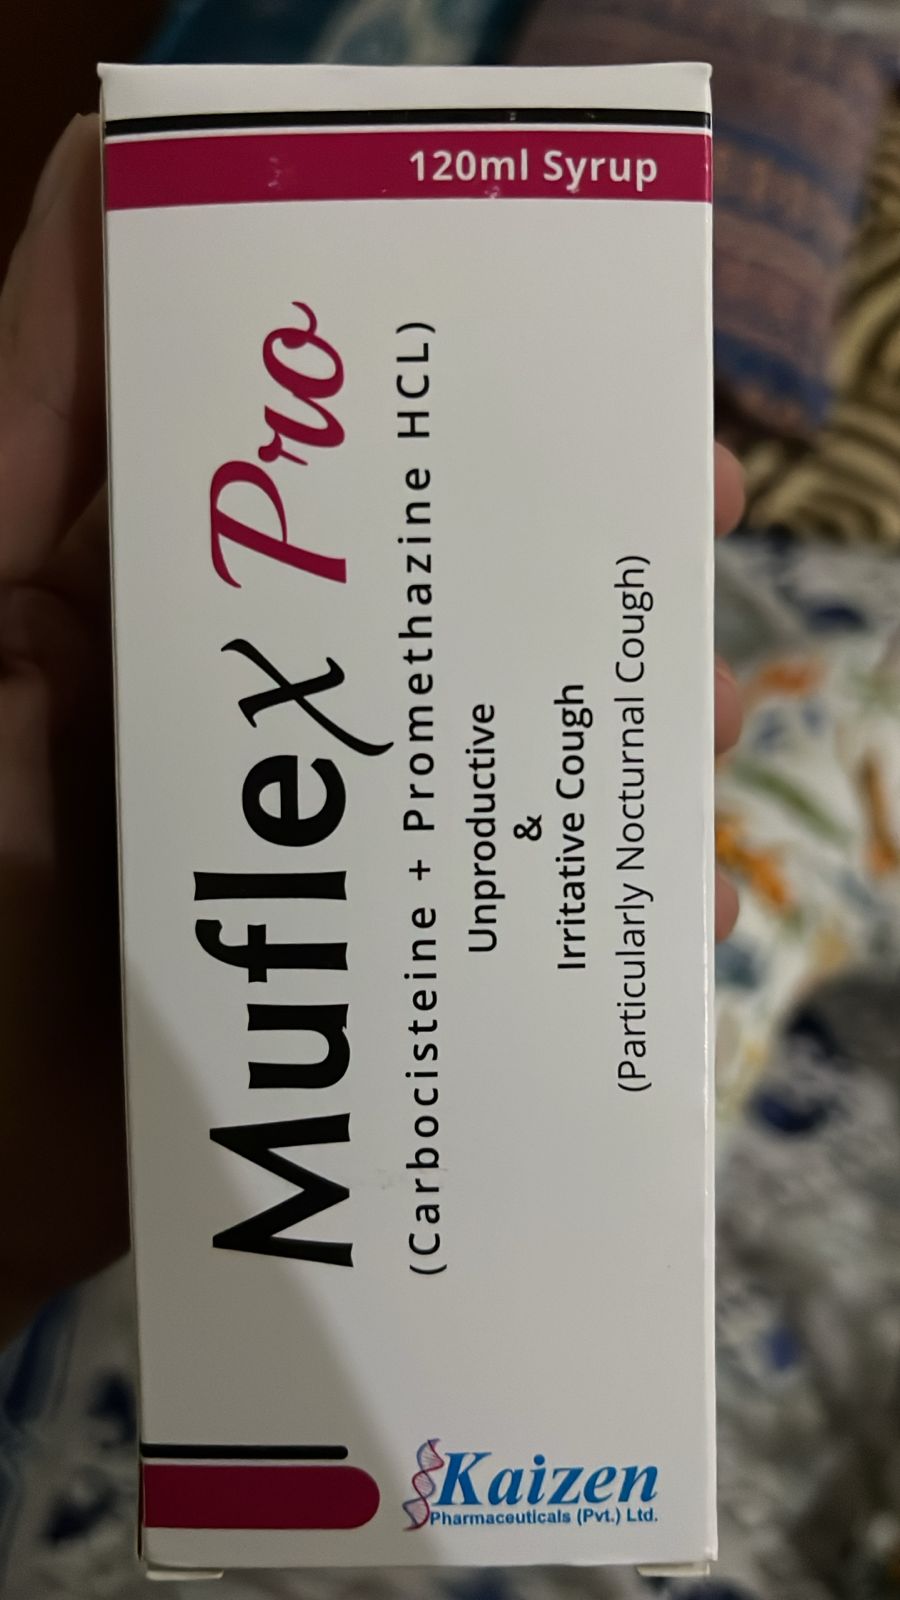 120ml Syrup
Muflex Pro
(Carbocisteine + Promethazine HCL)
Unproductive
&
Irritative Cough
(Particularly Nocturnal Cough)
Kaizen
Pharmaceuticals (Pvt.) Ltd.